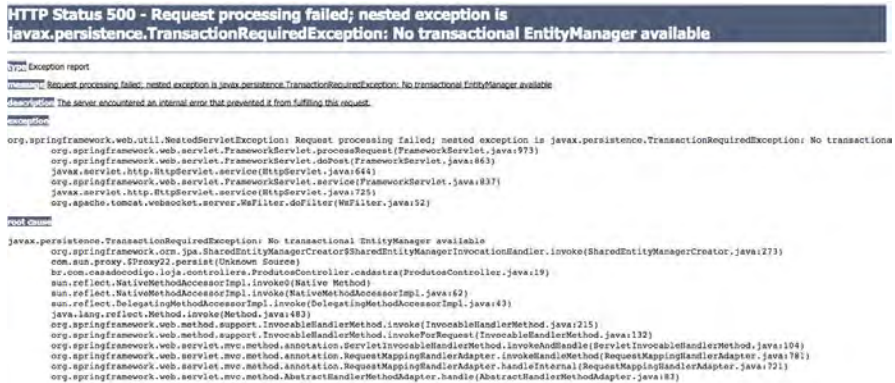 HTTP Status 500 - Request processing failed; nested exception is
javax.persistence.TransactionRequiredException: No transactional EntityManager available
type Exception report
message Request processing failed; nested exception is javax.persistence.TransactionRequiredException: No transactional EntityManager available
description The server encountered an internal error that prevented it from fulfilling this request.
exception
org.springframework.web.util.NestedServletException: Request processing failed; nested exception is javax.persistence.TransactionRequiredException: No transactiona
org.springframework.web.servlet.FrameworkServlet.processRequest(FrameworkServlet.java:973)
org.springframework.web.servlet.FrameworkServlet.doPost(FrameworkServlet.java:863)
javax.servlet.http.HttpServlet.service(HttpServlet.java:644)
org.springframework.web.servlet.FrameworkServlet.service(FrameworkServlet.java:837)
javax.servlet.http.HttpServlet.service(HttpServlet.java:725)
org.apache.tomcat.websocket.server.WsFilter.doFilter(WsFilter.java:52)
root cause
javax.persistence.TransactionRequiredException: No transactional EntityManager available
org.springframework.orm.jpa.SharedEntityManagerCreator$SharedEntityManagerInvocationHandler.invoke(SharedEntityManagerCreator.java:273)
com.sun.proxy.$Proxy22.persist(Unknown Source)
br.com.casadocodigo.loja.controllers.ProdutosController.cadastra(ProdutosController.java:19)
sun.reflect.NativeMethodAccessorImpl.invoke0(Native Method)
sun.reflect.NativeMethodAccessorImpl.invoke(NativeMethodAccessorImpl.java:62)
sun.reflect.DelegatingMethodAccessorImpl.invoke(DelegatingMethodAccessorImpl.java:43)
java.lang.reflect.Method.invoke(Method.java:483)
org.springframework.web.method.support.InvocableHandlerMethod.invoke(InvocableHandlerMethod.java:215)
org.springframework.web.method.support.InvocableHandlerMethod.invokeForRequest(InvocableHandlerMethod.java:132)
org.springframework.web.servlet.mvc.method.annotation.ServletInvocableHandlerMethod.invokeAndHandle(ServletInvocableHandlerMethod.java:104)
org.springframework.web.servlet.mvc.method.annotation.RequestMappingHandlerAdapter.invokeHandleMethod(RequestMappingHandlerAdapter.java:781)
org.springframework.web.servlet.mvc.method.annotation.RequestMappingHandlerAdapter.handleInternal(RequestMappingHandlerAdapter.java:721)
org.springframework.web.servlet.mvc.method.AbstractHandlerMethodAdapter.handle(AbstractHandlerMethodAdapter.java:83)